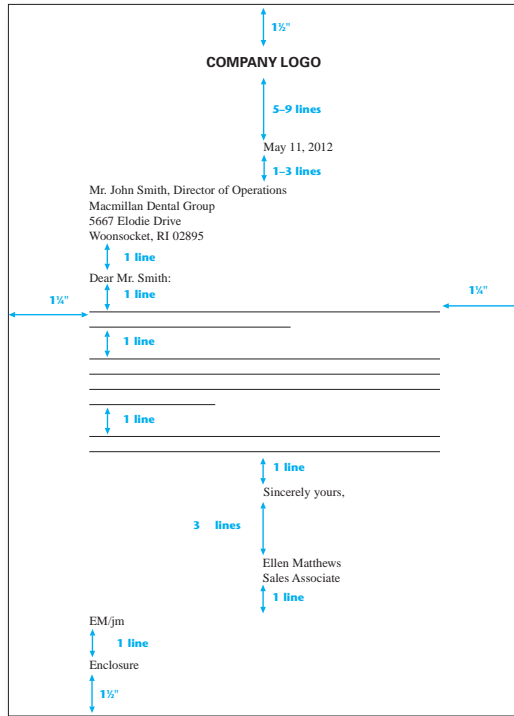 1½"
COMPANY LOGO
5–9 lines
May 11, 2012
1–3 lines
Mr. John Smith, Director of Operations
Macmillan Dental Group
5667 Elodie Drive
Woonsocket, RI 02895
1 line
Dear Mr. Smith:
1 line
1¼"
1¼"
1 line
1 line
1 line
Sincerely yours,
3 lines
Ellen Matthews
Sales Associate
1 line
EM/jm
1 line
Enclosure
1½"